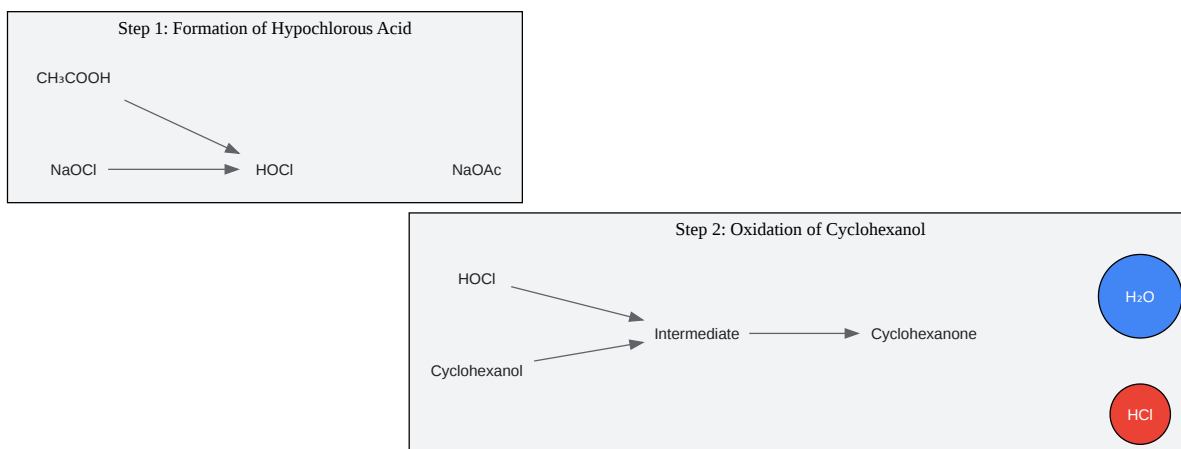 Step 1: Formation of Hypochlorous Acid
CH₃COOH
NaOCl
HOCl
NaOAc
Step 2: Oxidation of Cyclohexanol
HOCl
Cyclohexanol
Intermediate
Cyclohexanone
H₂O
HCl